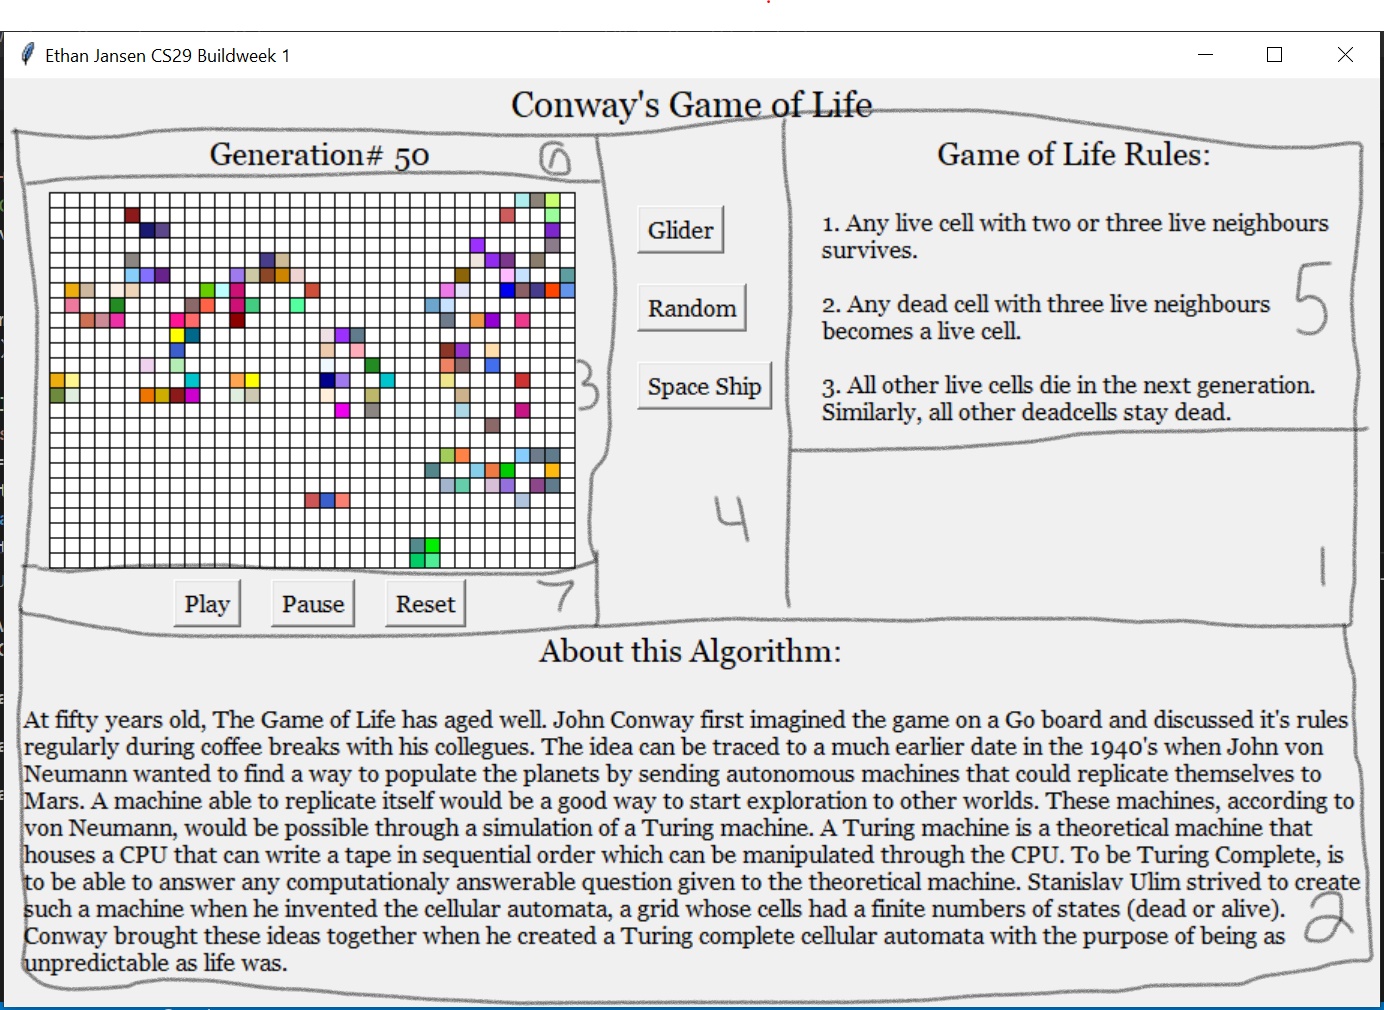 Ethan Jansen CS29 Buildweek 1
Conway's Game of Life
Generation# 50
0
Game of Life Rules:
Glider
1. Any live cell with two or three live neighbours
survives.
Random
2. Any dead cell with three live neighbours
becomes a live cell.
5
3
Space Ship
3. All other live cells die in the next generation.
Similarly, all other deadcells stay dead.
4
1
Play Pause Reset
7
About this Algorithm:
At fifty years old, The Game of Life has aged well. John Conway first imagined the game on a Go board and discussed it's rules
regularly during coffee breaks with his collegues. The idea can be traced to a much earlier date in the 1940's when John von
Neumann wanted to find a way to populate the planets by sending autonomous machines that could replicate themselves to
Mars. A machine able to replicate itself would be a good way to start exploration to other worlds. These machines, according to
von Neumann, would be possible through a simulation of a Turing machine. A Turing machine is a theoretical machine that
houses a CPU that can write a tape in sequential order which can be manipulated through the CPU. To be Turing Complete, is
to be able to answer any computationaly answerable question given to the theoretical machine. Stanislav Ulim strived to create
such a machine when he invented the cellular automata, a grid whose cells had a finite numbers of states (dead or alive).
Conway brought these ideas together when he created a Turing complete cellular automata with the purpose of being as
unpredictable as life was.
2